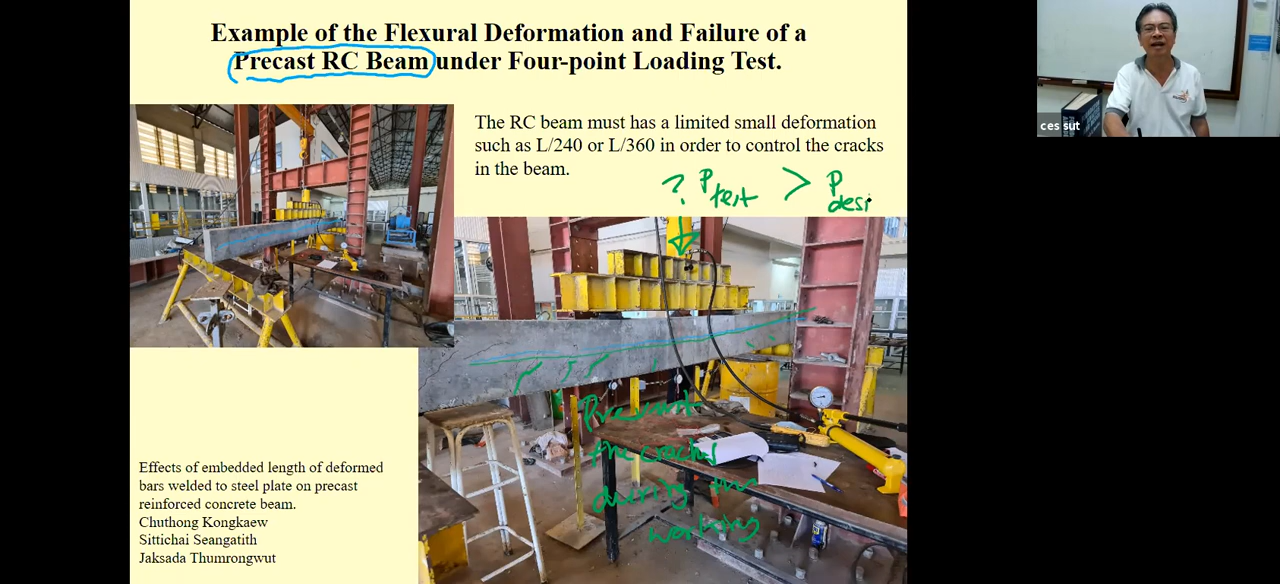 Example of the Flexural Deformation and Failure of a
Precast RC Beam under Four-point Loading Test.
The RC beam must has a limited small deformation
such as L/240 or L/360 in order to control the cracks
in the beam.
? P test > P desi
Prevent
the cracks
during the
working
Effects of embedded length of deformed
bars welded to steel plate on precast
reinforced concrete beam.
Chuthong Kongkaew
Sittichai Seangatith
Jaksada Thumrongwut
ces sut